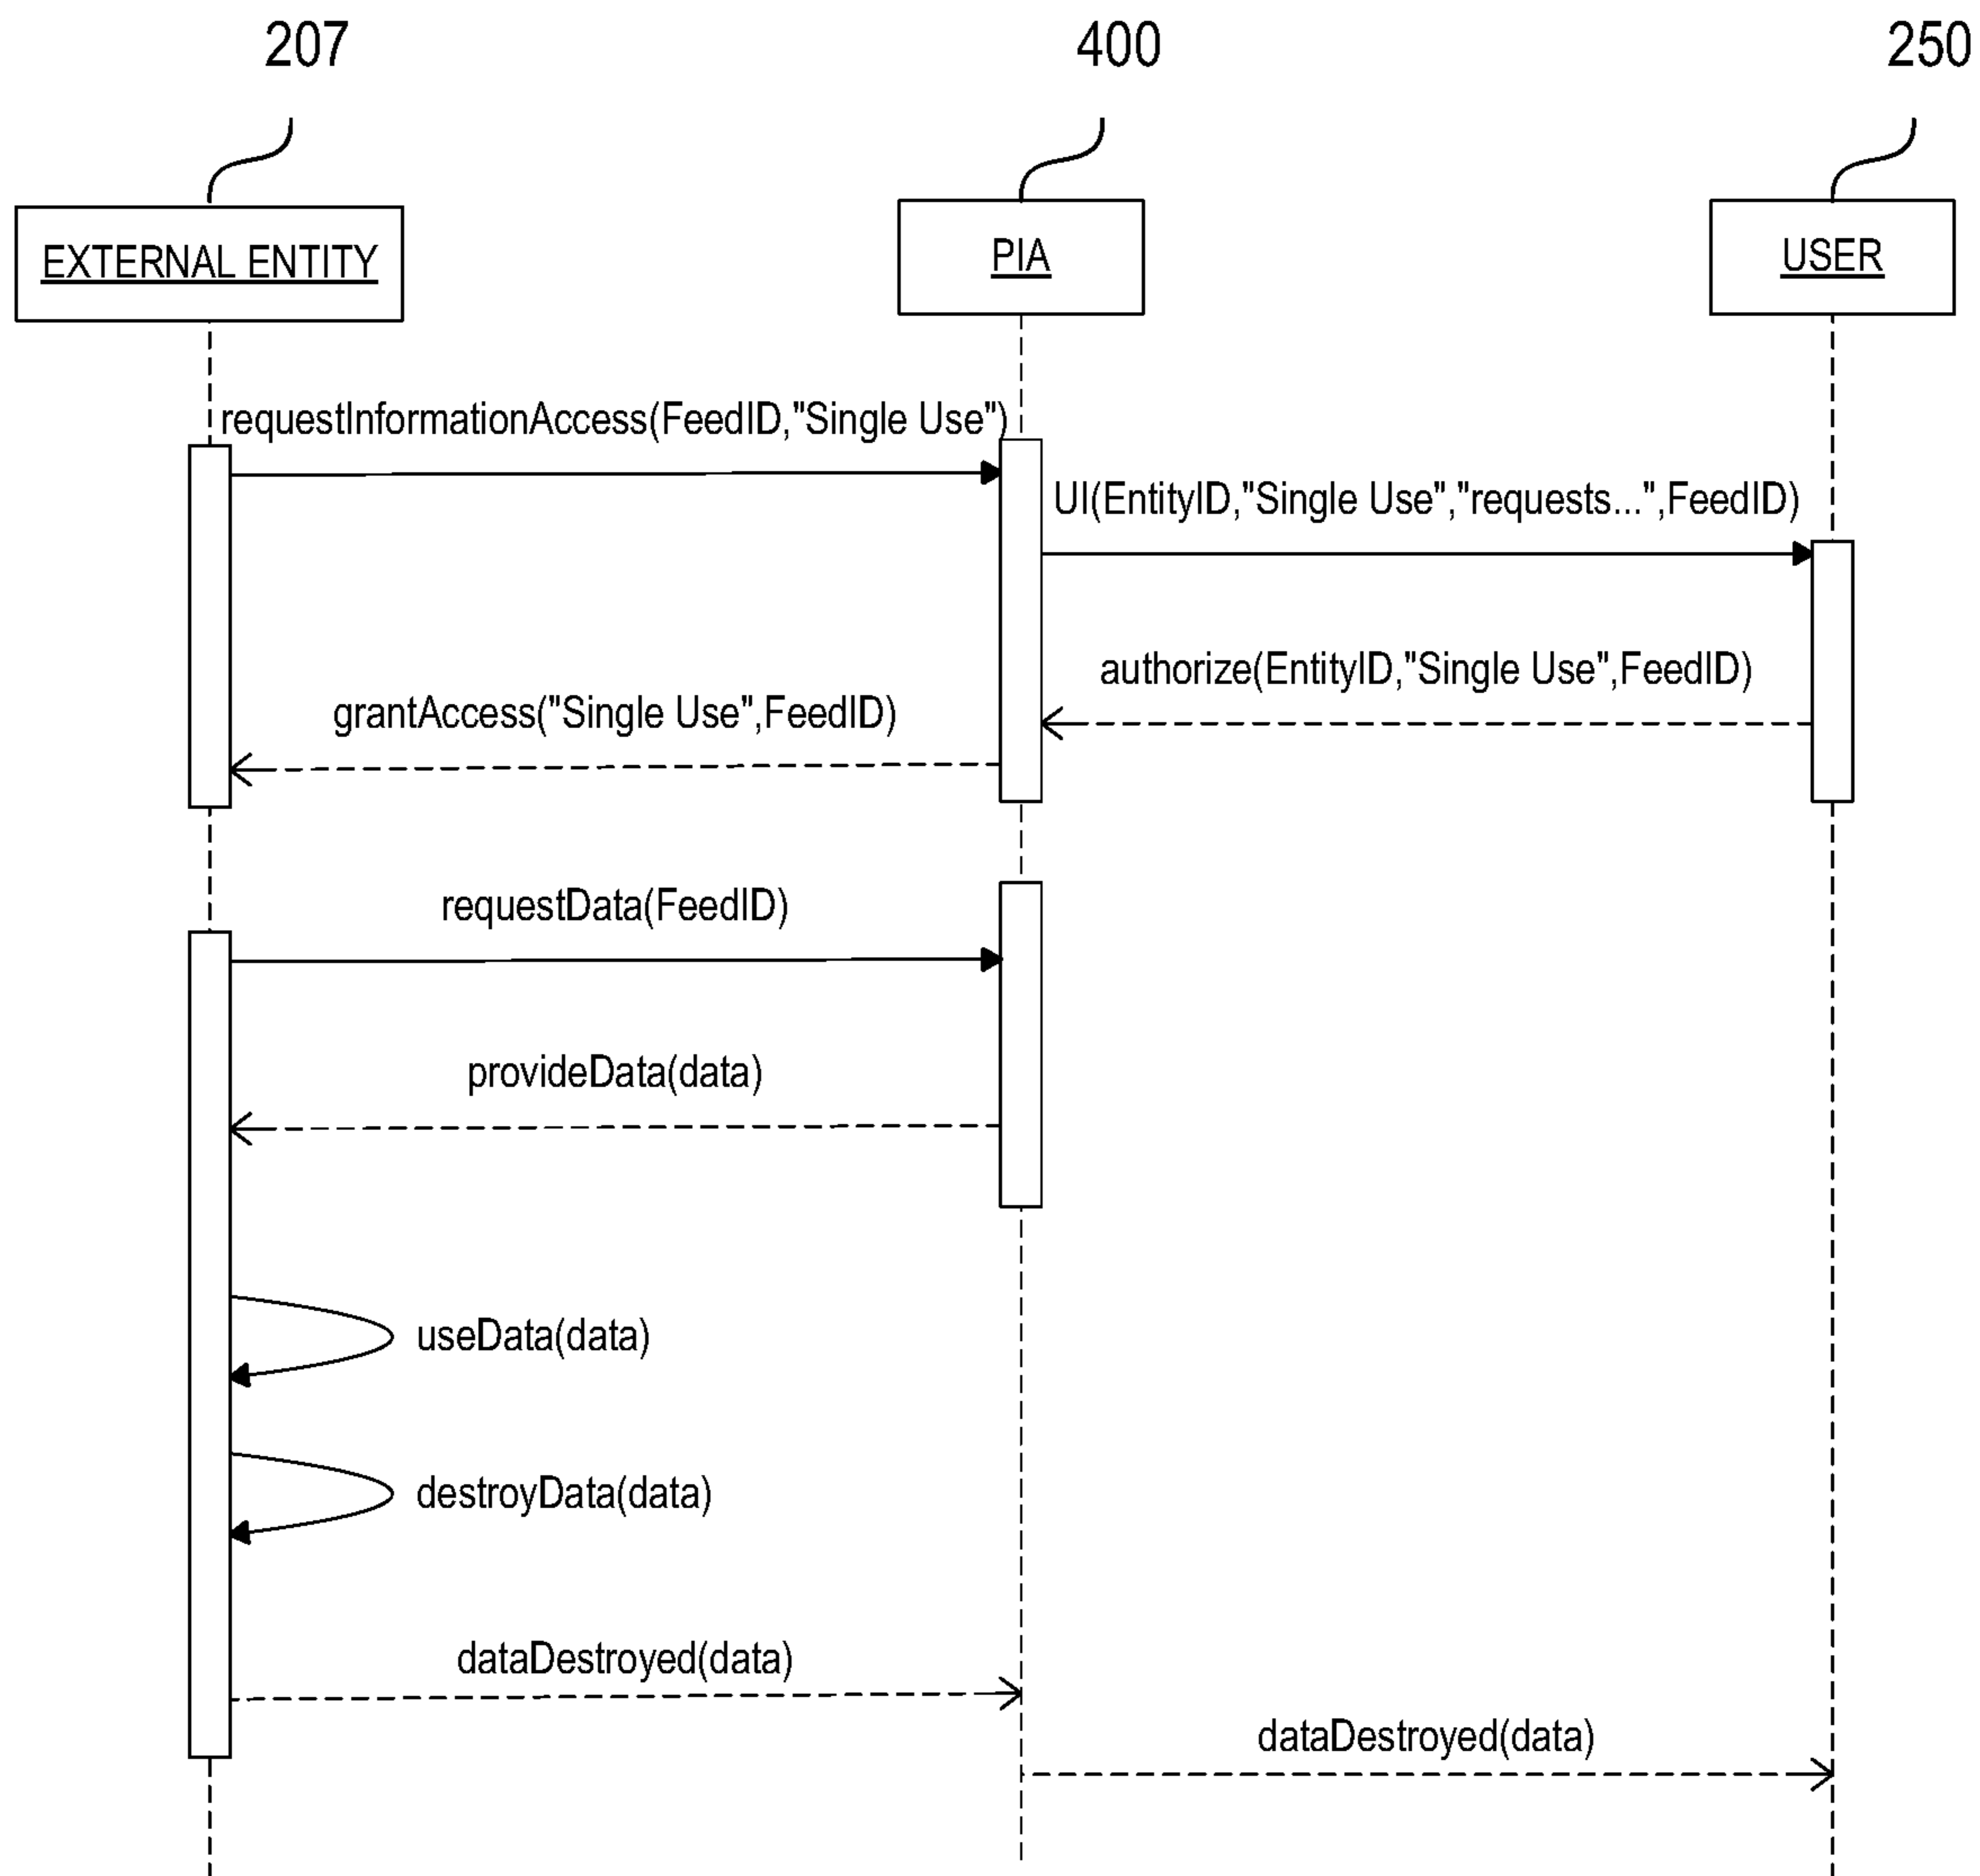 207
400
250
EXTERNAL ENTITY
PIA
USER
requestInformationAccess(FeedID,"Single Use")
UI(EntityID,"Single Use","requests...",FeedID)
authorize(EntityID,"Single Use",FeedID)
grantAccess("Single Use",FeedID)
requestData(FeedID)
provideData(data)
useData(data)
destroyData(data)
dataDestroyed(data)
dataDestroyed(data)